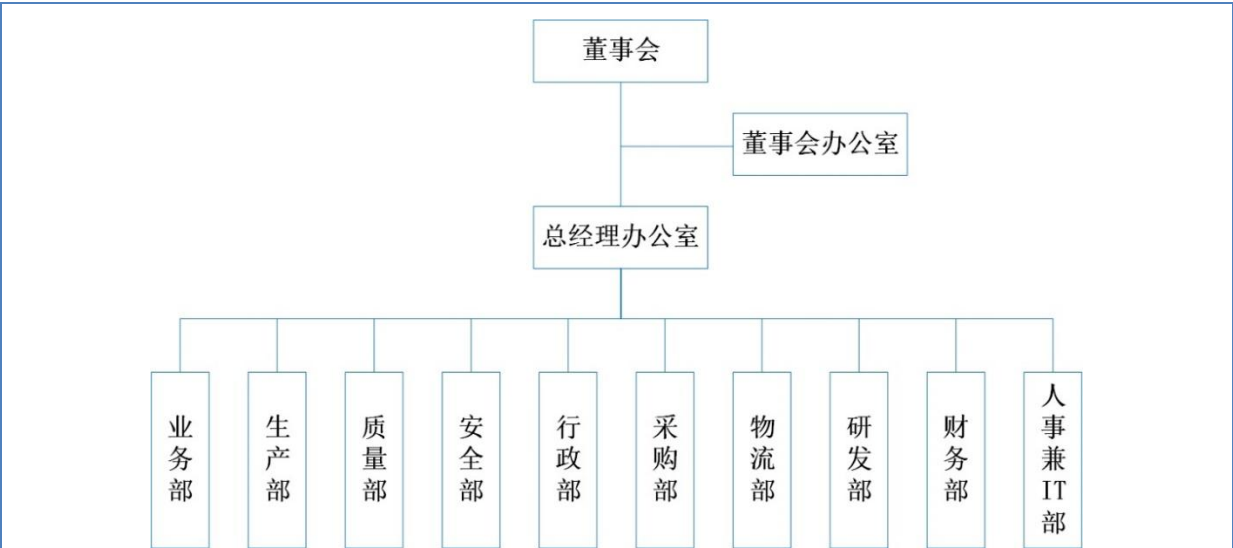 董事会
董事会办公室
总经理办公室
业务部
生产部
质量部
安全部
行政部
采购部
物流部
研发部
财务部
人事兼IT部